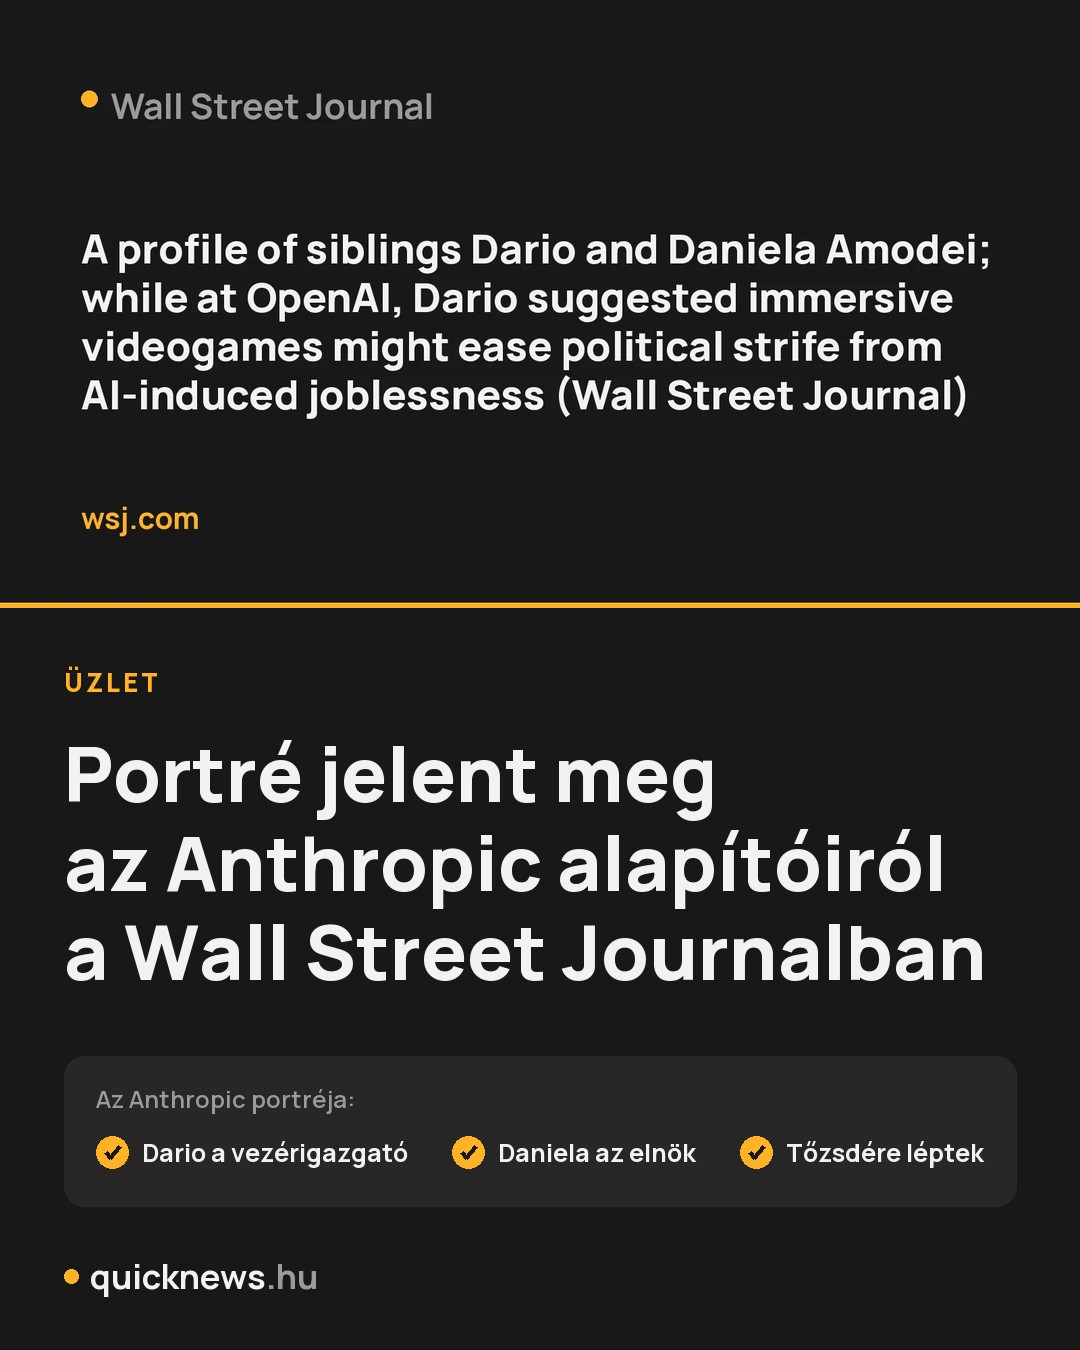 Wall Street Journal
A profile of siblings Dario and Daniela Amodei;
while at OpenAI, Dario suggested immersive
videogames might ease political strife from
AI-induced joblessness (Wall Street Journal)
wsj.com
ÜZLET
Portré jelent meg
az Anthropic alapítóiról
a Wall Street Journalban
Az Anthropic portréja:
Dario a vezérigazgató Daniela az elnök Tőzsdére léptek
quicknews.hu